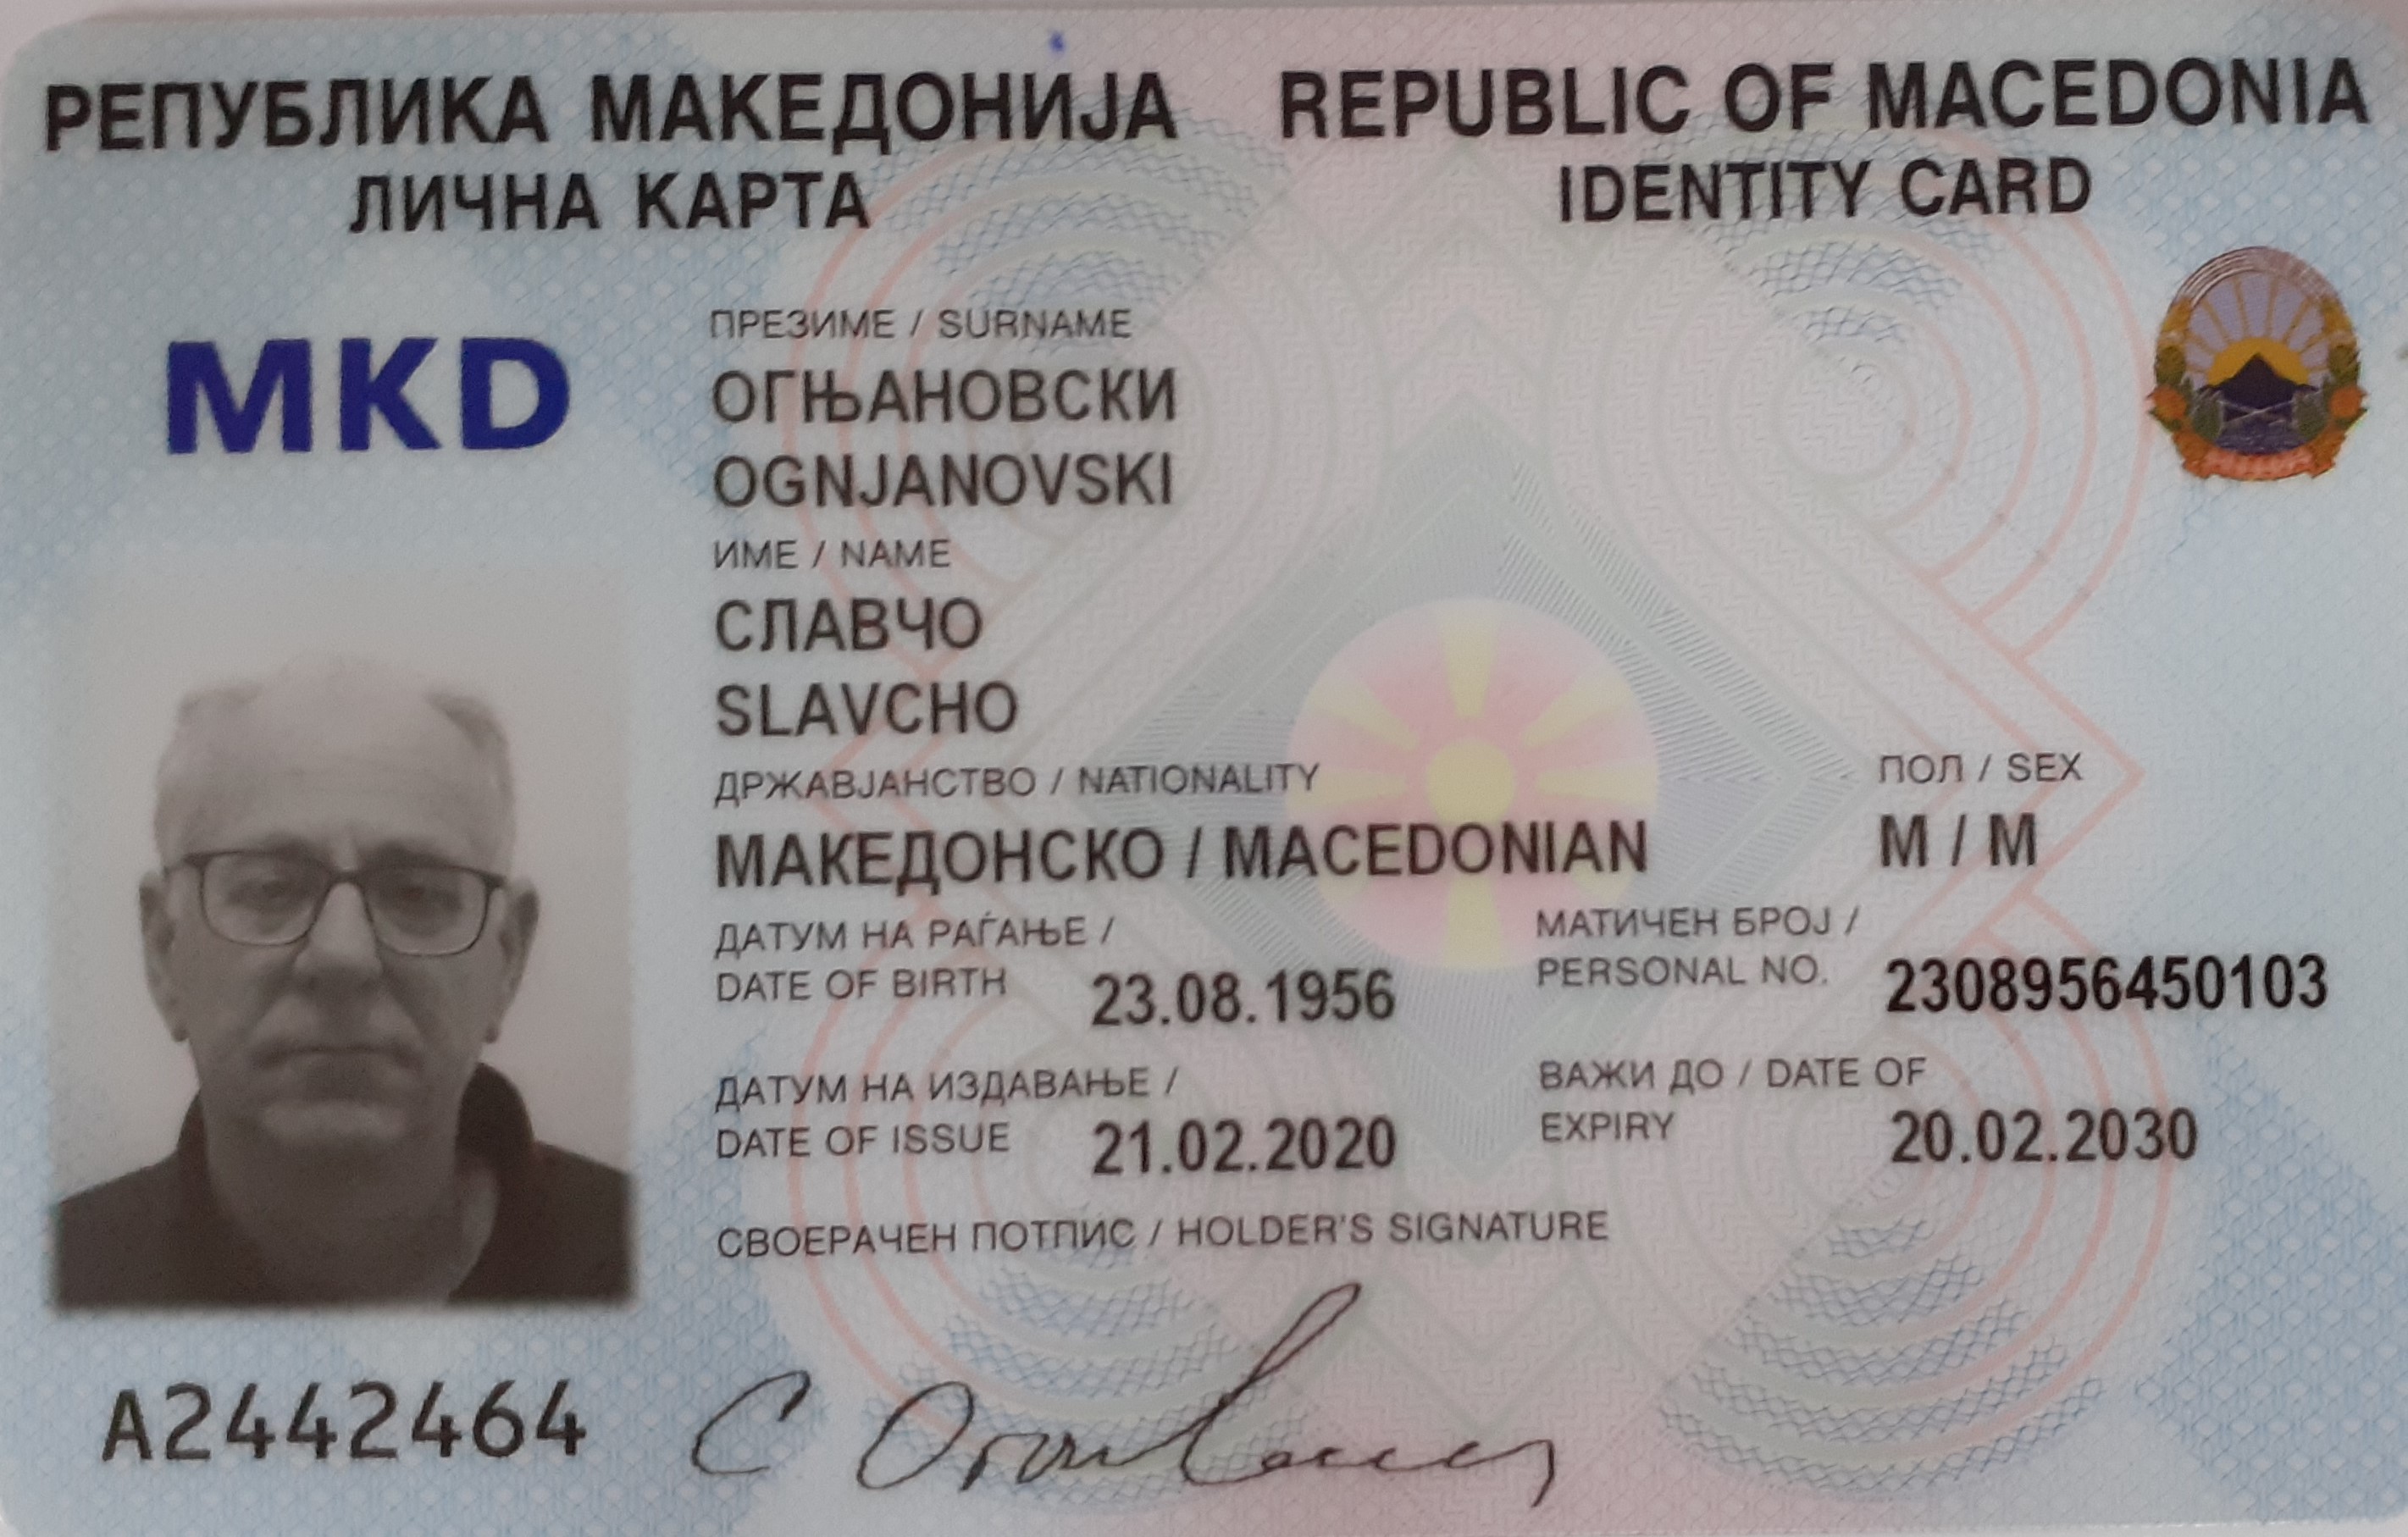 РЕПУБЛИКА МАКЕДОНИЈА REPUBLIC OF MACEDONIA
ЛИЧНА КАРТА IDENTITY CARD
MKD
ПРЕЗИМЕ / SURNAME
ОГЊАНОВСКИ
OGNJANOVSKI
ИМЕ / NAME
СЛАВЧО
SLAVCHO
ДРЖАВЈАНСТВО / NATIONALITY ПОЛ / SEX
МАКЕДОНСКО / MACEDONIAN М / M
ДАТУМ НА РАЃАЊЕ / МАТИЧЕН БРОЈ /
DATE OF BIRTH 23.08.1956 PERSONAL NO. 2308956450103
ДАТУМ НА ИЗДАВАЊЕ / ВАЖИ ДО / DATE OF
DATE OF ISSUE 21.02.2020 EXPIRY 20.02.2030
СВОЕРАЧЕН ПОТПИС / HOLDER'S SIGNATURE
A2442464